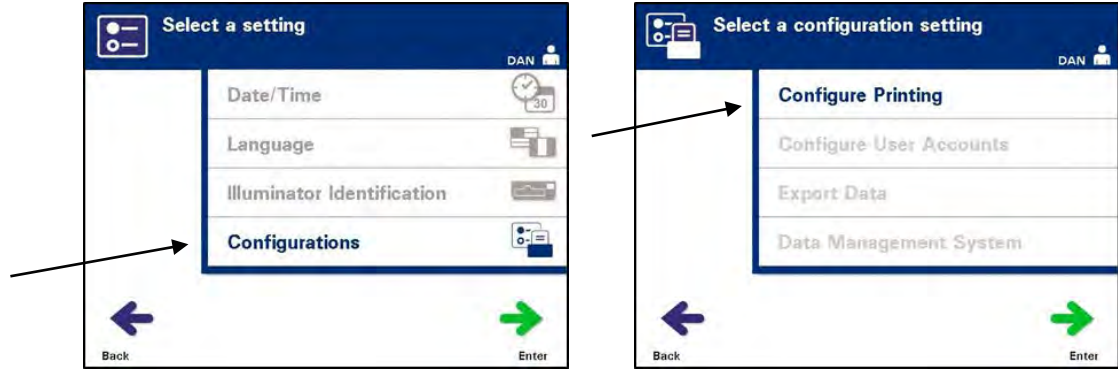 Select a setting
DAN
Date/Time
30
Language
Illuminator Identification
Configurations
Back
Enter
Select a configuration setting
DAN
Configure Printing
Configure User Accounts
Export Data
Data Management System
Back
Enter